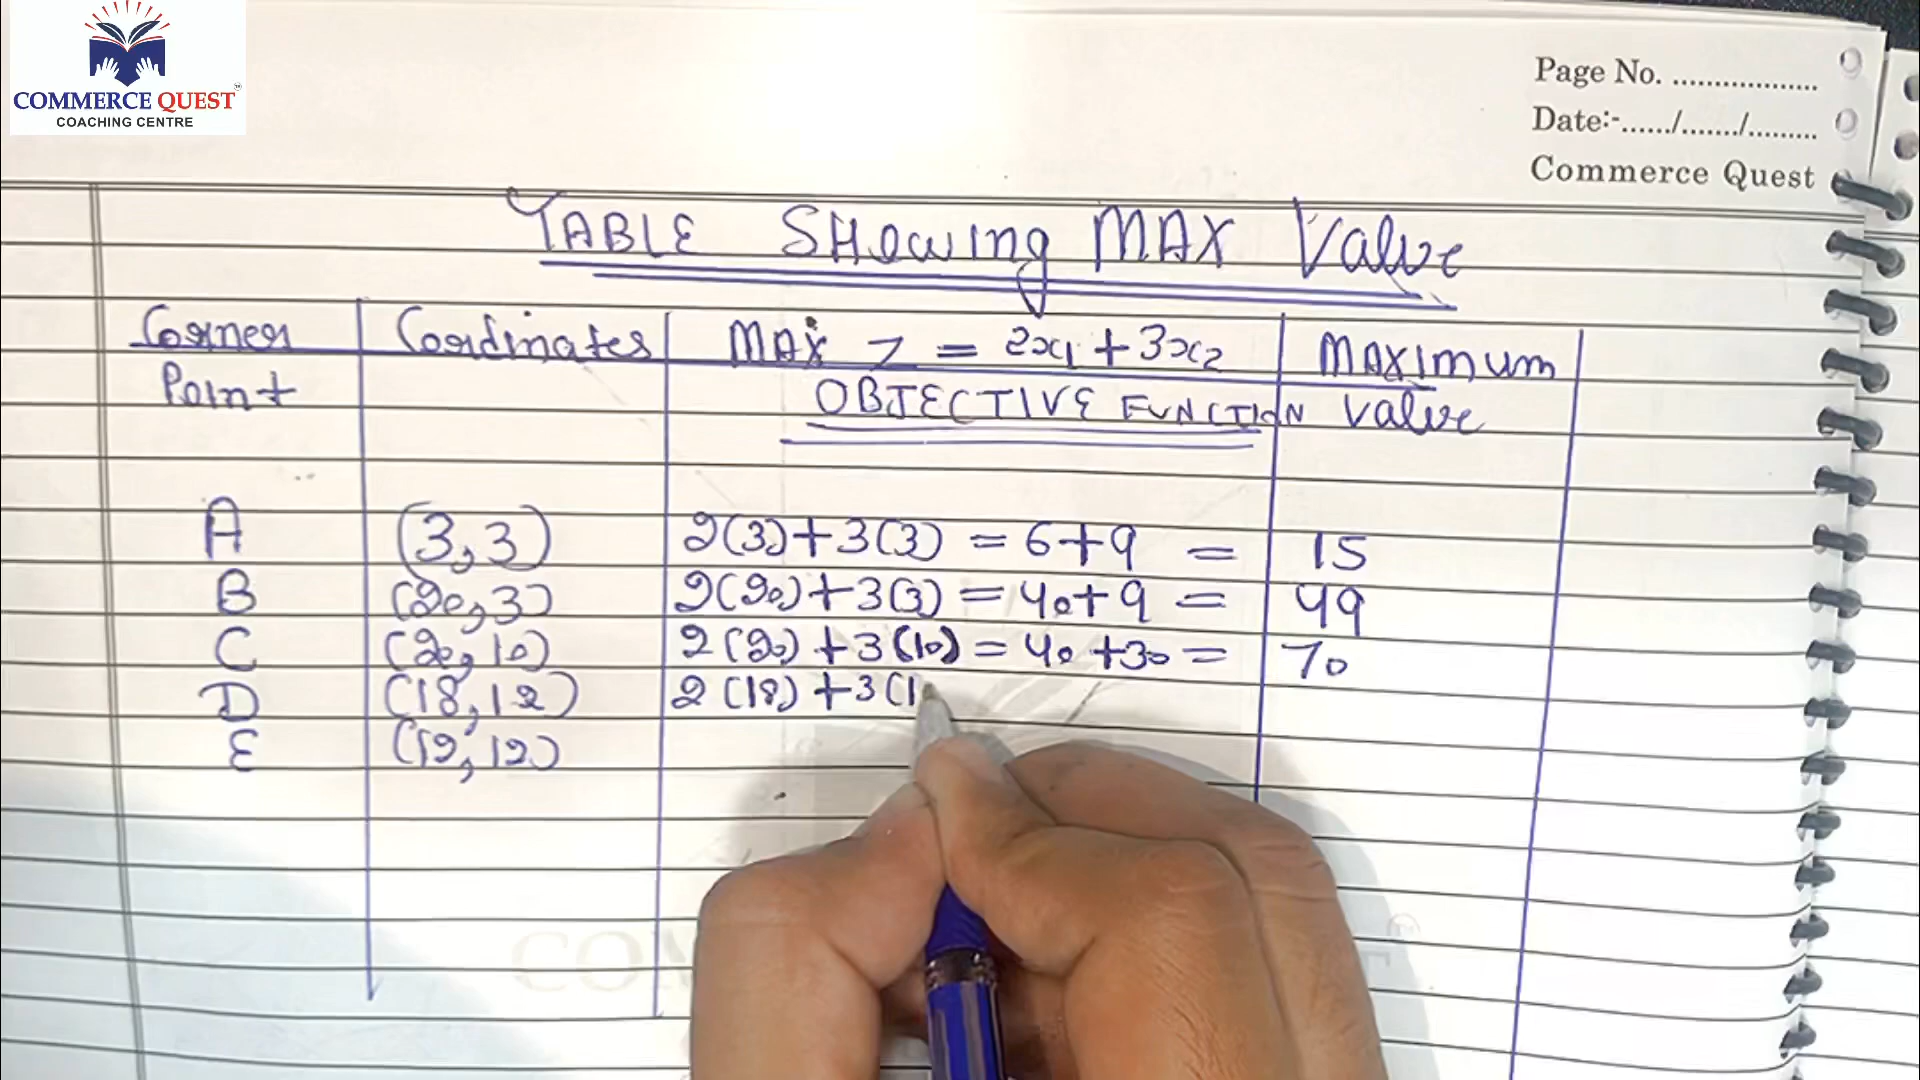 COMMERCE QUEST
COACHING CENTRE
Page No. ..................
Date:-....../......./.........
Commerce Quest
TABLE SHowing MAX Value
Corner Coordinates MAX Z = 2x1 + 3x2 MAXIMUM
Point OBJECTIVE FUNCTION Value
A (3,3) 2(3)+3(3) = 6+9 = 15
B (20,3) 2(20)+3(3) = 40+9 = 49
C (20,10) 2(20)+3(10) = 40+30 = 70
D (18,12) 2(18)+3(1
E (12,12)